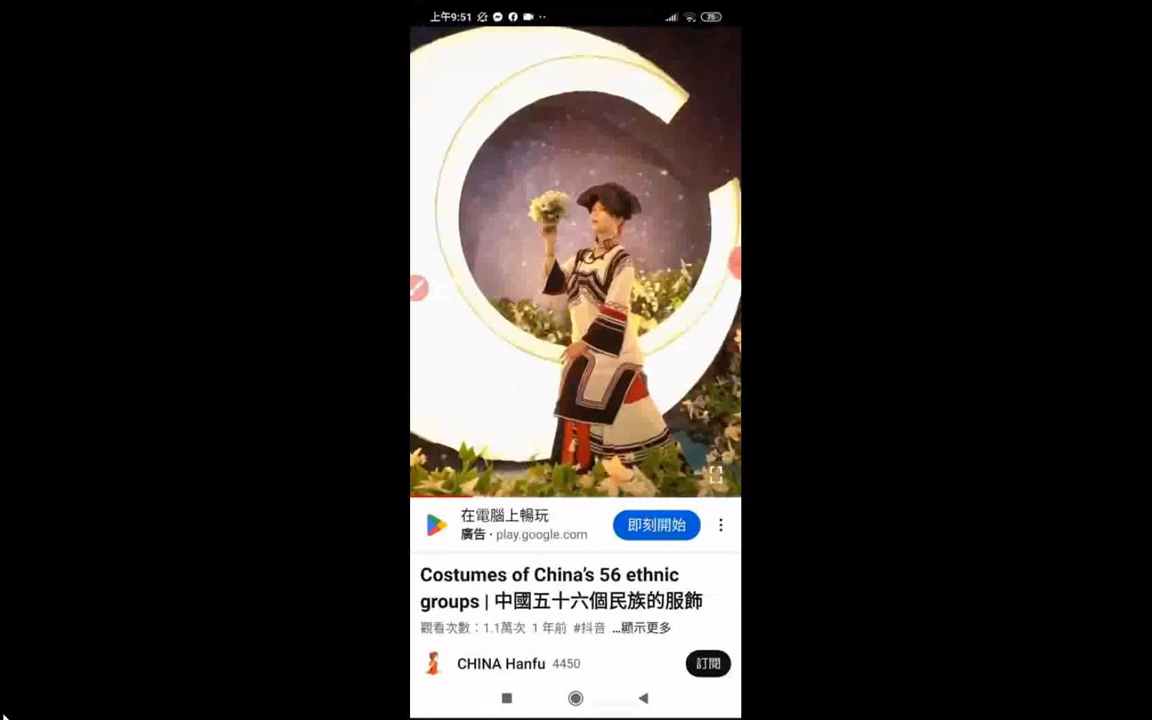 上午9:51
75
在電腦上暢玩
廣告 · play.google.com
即刻開始
Costumes of China's 56 ethnic
groups | 中國五十六個民族的服飾
觀看次數：1.1萬次 1 年前 #抖音 ...顯示更多
CHINA Hanfu 4450
訂閱